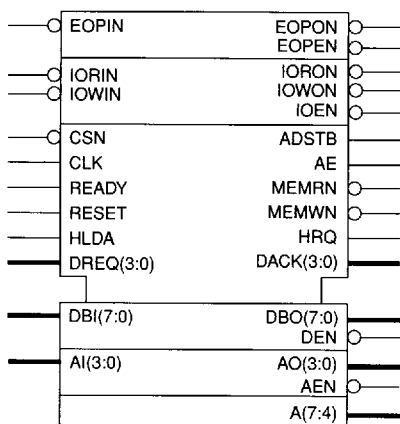 EOPIN EOPON
EOPEN
IORIN IORON
IOWIN IOWON
IOEN
CSN ADSTB
CLK AE
READY MEMRN
RESET MEMWN
HLDA HRQ
DREQ(3:0) DACK(3:0)
DBI(7:0) DBO(7:0)
DEN
AI(3:0) AO(3:0)
AEN
A(7:4)